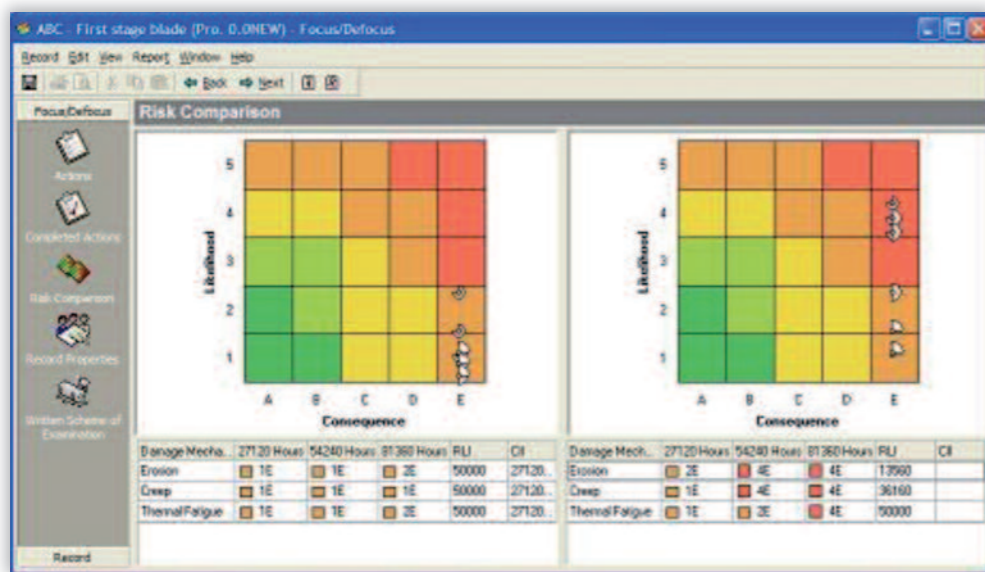 ABC - First stage blade (Pro. 0.0NEW) - Focus/Defocus
Record Edit View Report Window Help
Back Next
Focus/Defocus
Risk Comparison
Actions
Completed Actions
Risk Comparison
Record Properties
Written Scheme of
Examination
Record
5
4
3
2
1
Likelihood
A B C D E
Consequence
Damage Mecha... 27120 Hours 54240 Hours 81360 Hours RLI CII
Erosion 1E 1E 2E 50000 27120...
Creep 1E 1E 1E 50000 27120...
Thermal Fatigue 1E 1E 1E 50000 27120...
5
4
3
2
1
Likelihood
A B C D E
Consequence
Damage Mech... 27120 Hours 54240 Hours 81360 Hours RLI CII
Erosion 2E 4E 4E 13560
Creep 1E 4E 4E 36160
Thermal Fatigue 1E 2E 4E 50000